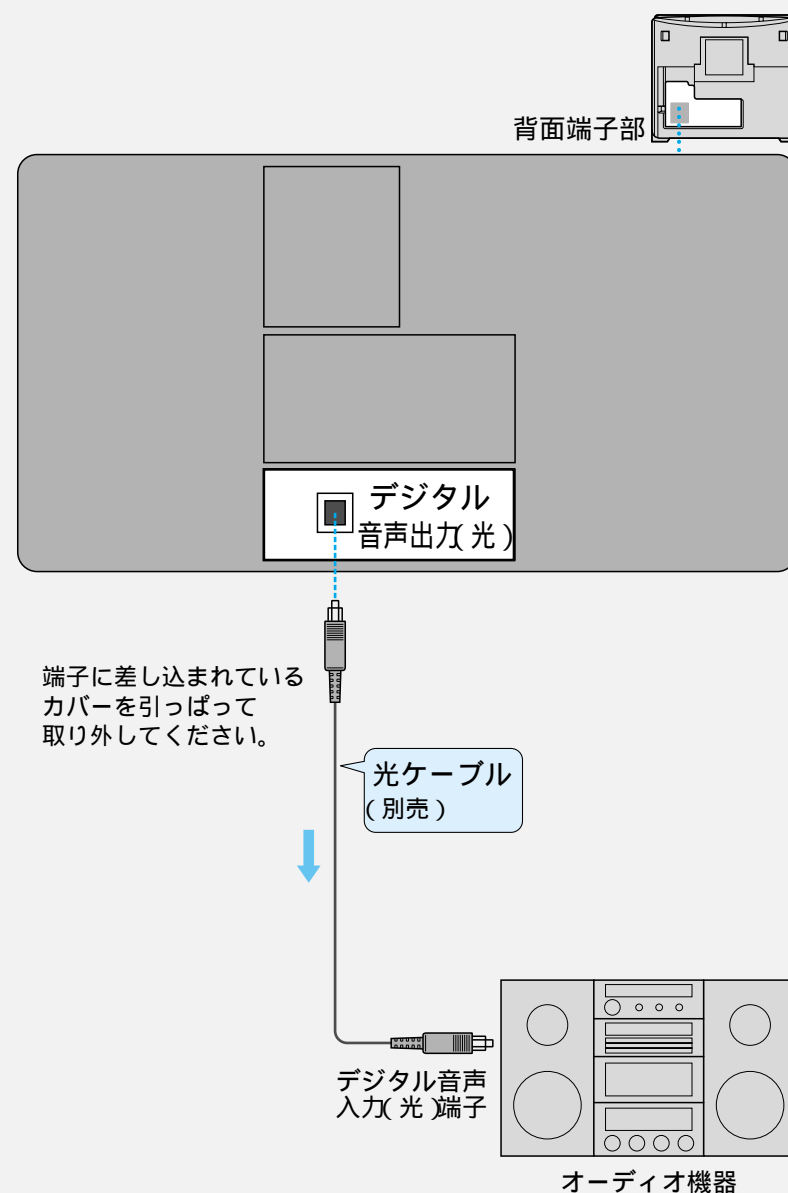 背面端子部
デジタル
音声出力(光)
端子に差し込まれている
カバーを引っぱって
取り外してください。
光ケーブル
(別売)
デジタル音声
入力(光)端子
オーディオ機器